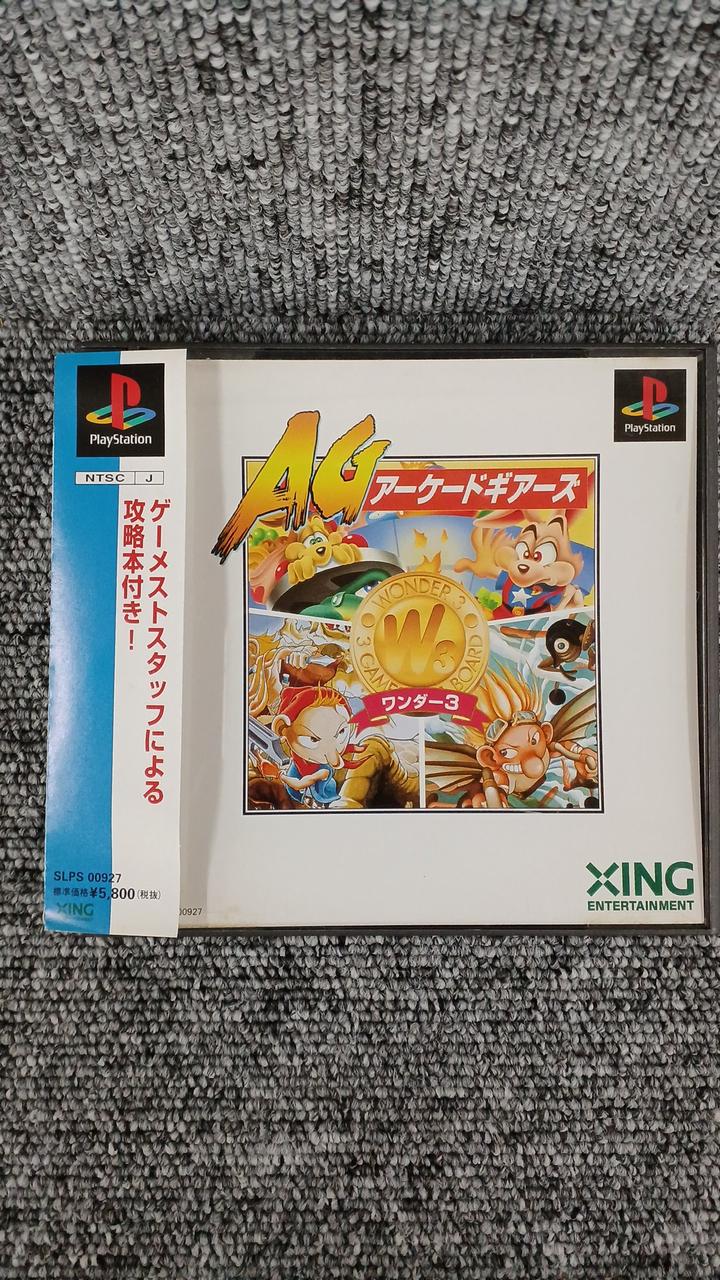 PlayStation
NTSC J
ゲーメストスタッフによる
攻略本付き！
SLPS 00927
標準価格¥5,800(税抜)
XING
00927
PlayStation
AG
アーケードギアーズ
WONDER 3
W3
GAME BOARD
ワンダー3
XING
ENTERTAINMENT